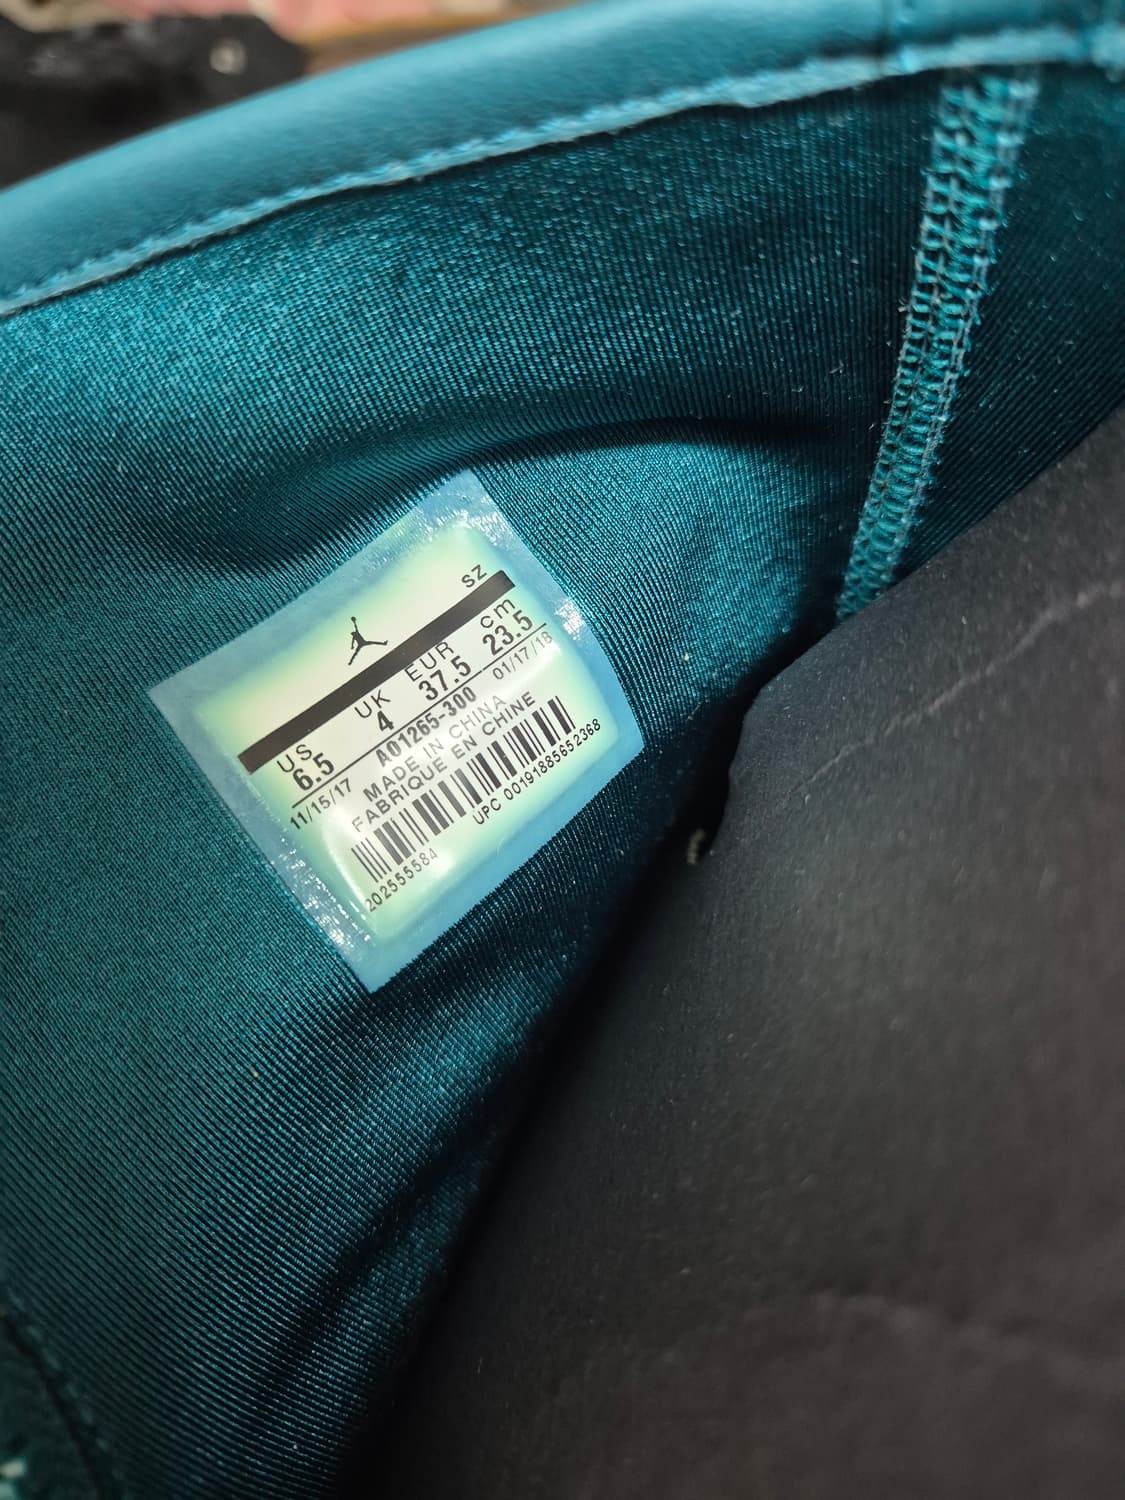 SZ
US UK EUR cm
6.5 4 37.5 23.5
11/15/17 AO1265-300 01/17/18
MADE IN CHINA
FABRIQUE EN CHINE
202555584 UPC 00191885652368